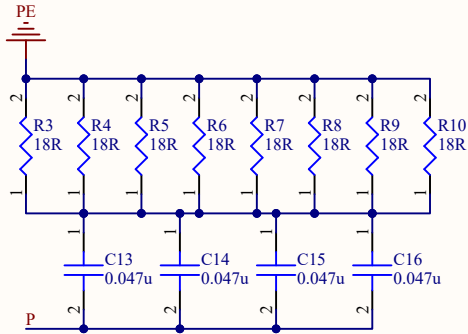 PE
2 2 2 2 2 2 2 2
R3 R4 R5 R6 R7 R8 R9 R10
18R 18R 18R 18R 18R 18R 18R 18R
1 1 1 1 1 1 1 1
1 1 1 1
C13 C14 C15 C16
0.047u 0.047u 0.047u 0.047u
2 2 2 2
P